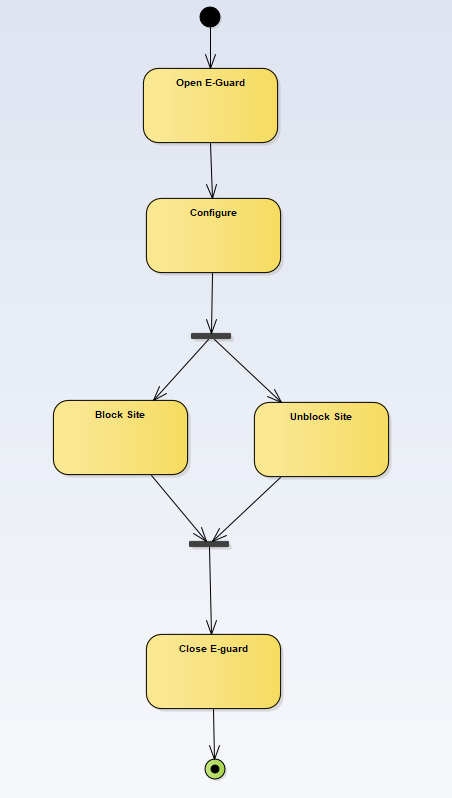 Open E-Guard
Configure
Block Site
Unblock Site
Close E-guard